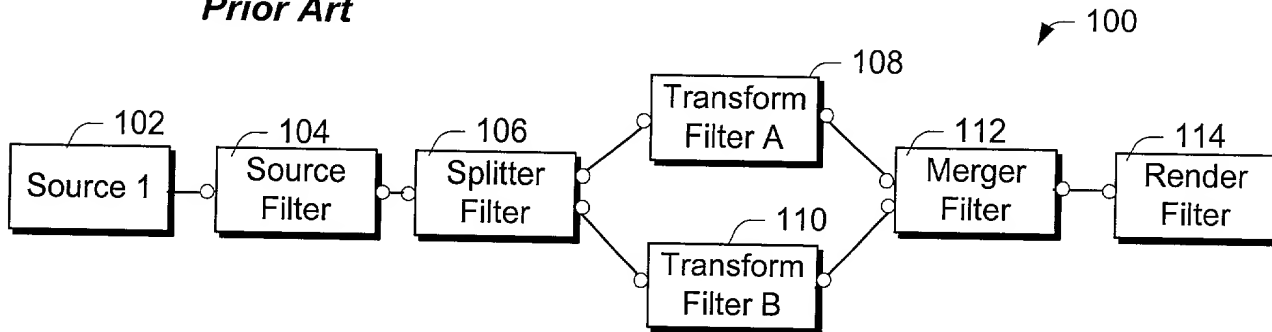 Prior Art
100
102
Source 1
104
Source
Filter
106
Splitter
Filter
108
Transform
Filter A
110
Transform
Filter B
112
Merger
Filter
114
Render
Filter